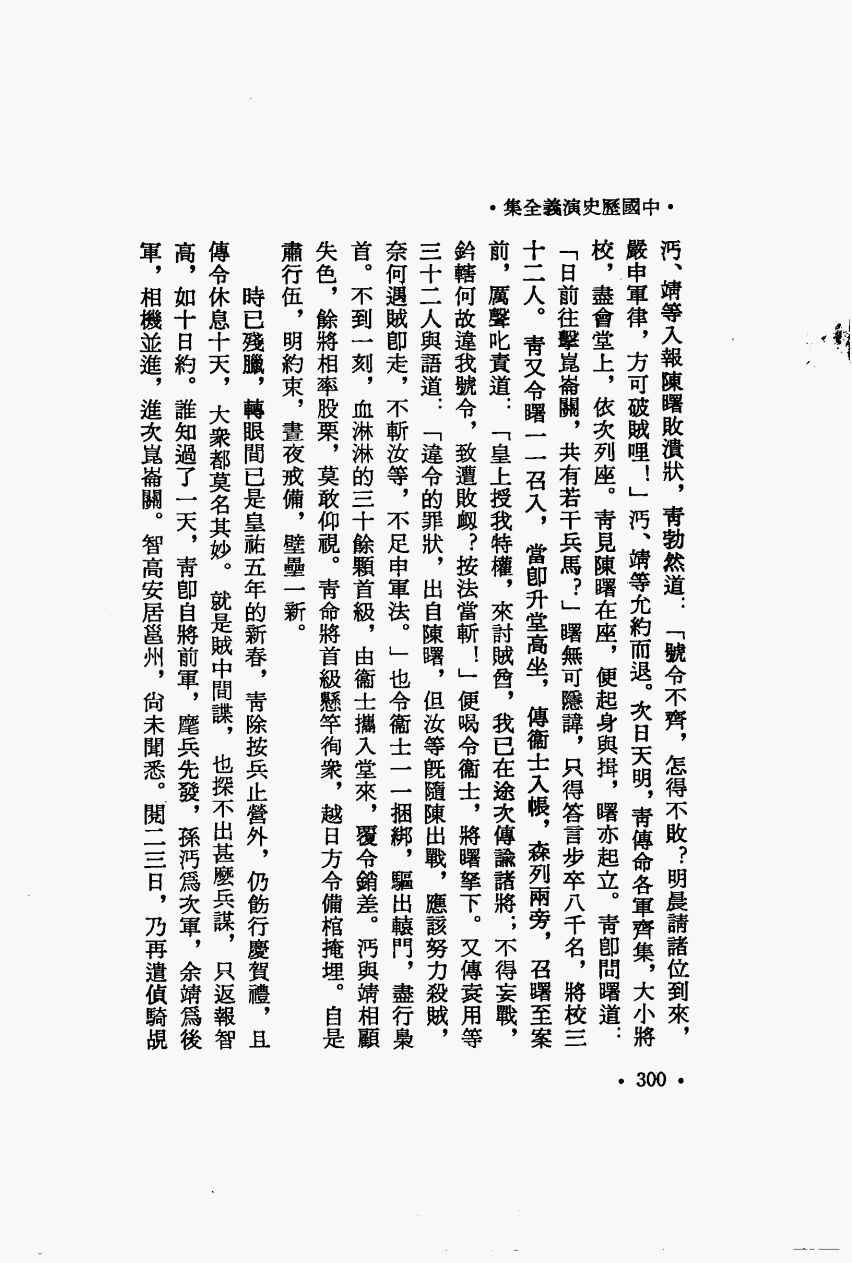 ·中國歷史演義全集·
沔、靖等入報陳曙敗潰狀，青勃然道：「號令不齊，怎得不敗？明晨請諸位到來，
嚴申軍律，方可破賊哩！」沔、靖等允約而退。次日天明，青傳命各軍齊集，大小將
校，盡會堂上，依次列座。青見陳曙在座，便起身與揖，曙亦起立。青卽問曙道：
「日前往擊崑崙關，共有若干兵馬？」曙無可隱諱，只得答言步卒八千名，將校三
十二人。青又令曙一一召入，當卽升堂高坐，傳衞士入帳，森列兩旁，召曙至案
前，厲聲叱責道：「皇上授我特權，來討賊酋，我已在途次傳諭諸將；不得妄戰，
鈐轄何故違我號令，致遭敗衂？按法當斬！」便喝令衞士，將曙拏下。又傳袁用等
三十二人與語道：「違令的罪狀，出自陳曙，但汝等旣隨陳出戰，應該努力殺賊，
奈何遇賊卽走，不斬汝等，不足申軍法。」也令衞士一一捆綁，驅出轅門，盡行梟
首。不到一刻，血淋淋的三十餘顆首級，由衞士攜入堂來，覆令銷差。沔與靖相顧
失色，餘將相率股栗，莫敢仰視。青命將首級懸竿徇衆，越日方令備棺掩埋。自是
肅行伍，明約束，晝夜戒備，壁壘一新。
時已殘臘，轉眼間已是皇祐五年的新春，青除按兵止營外，仍飭行慶賀禮，且
傳令休息十天，大衆都莫名其妙。就是賊中間諜，也探不出甚麼兵謀，只返報智
高，如十日約。誰知過了一天，青卽自將前軍，麾兵先發，孫沔爲次軍，余靖爲後
軍，相機並進，進次崑崙關。智高安居邕州，尙未聞悉。閱二三日，乃再遣偵騎覘
·300·